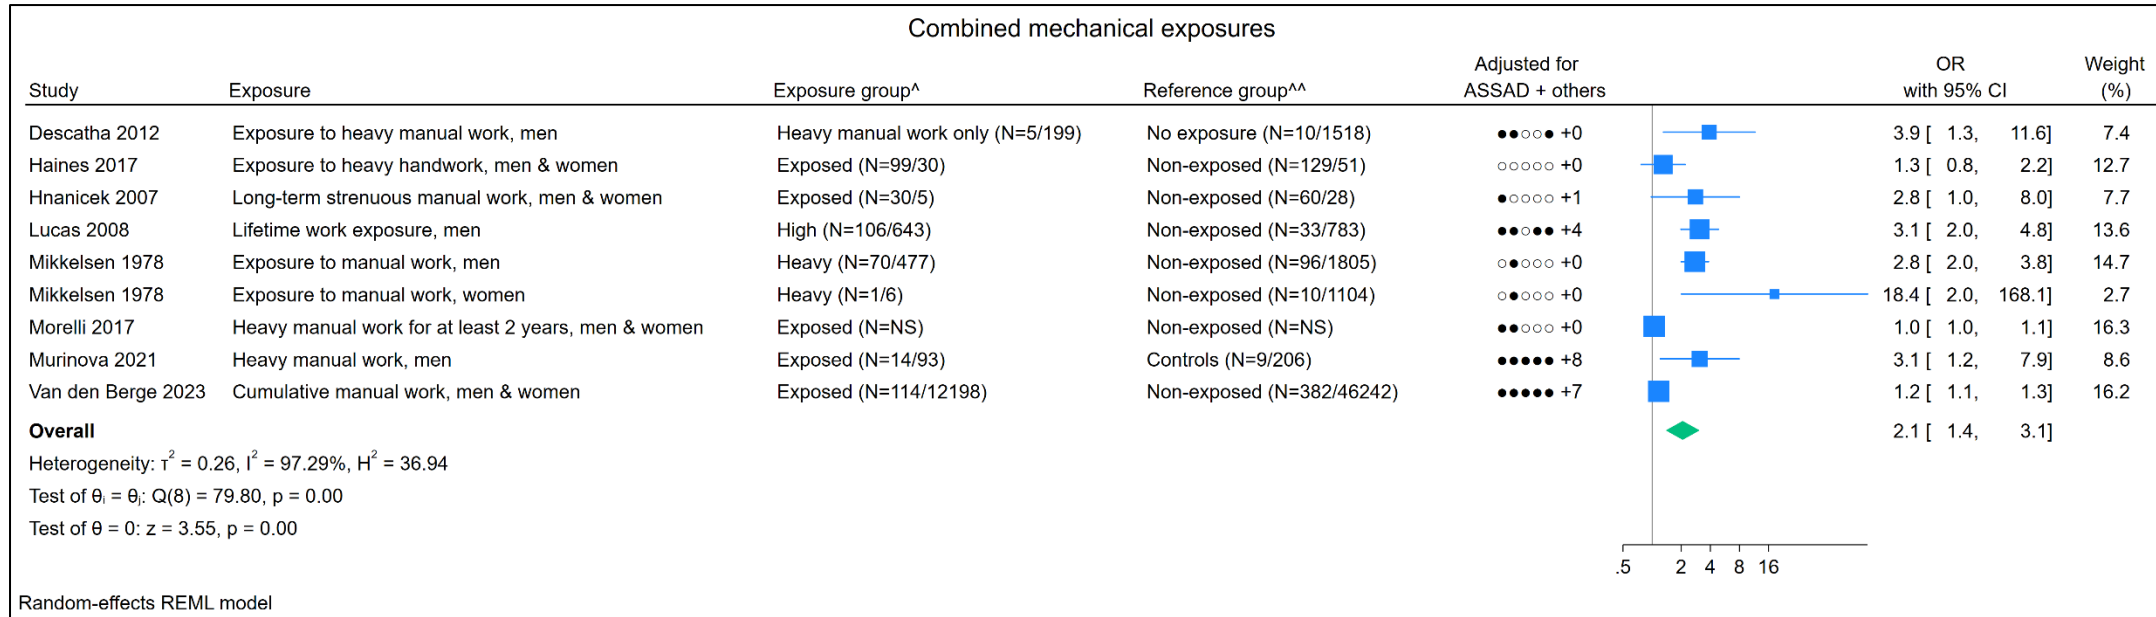 Combined mechanical exposures
Adjusted for OR Weight
Study Exposure Exposure group^ Reference group^^ ASSAD + others with 95% CI (%)
Descatha 2012 Exposure to heavy manual work, men Heavy manual work only (N=5/199) No exposure (N=10/1518) ●●○○● +0 3.9 [ 1.3, 11.6] 7.4
Haines 2017 Exposure to heavy handwork, men & women Exposed (N=99/30) Non-exposed (N=129/51) ○○○○○ +0 1.3 [ 0.8, 2.2] 12.7
Hnanicek 2007 Long-term strenuous manual work, men & women Exposed (N=30/5) Non-exposed (N=60/28) ●○○○○ +1 2.8 [ 1.0, 8.0] 7.7
Lucas 2008 Lifetime work exposure, men High (N=106/643) Non-exposed (N=33/783) ●●○●● +4 3.1 [ 2.0, 4.8] 13.6
Mikkelsen 1978 Exposure to manual work, men Heavy (N=70/477) Non-exposed (N=96/1805) ○●○○○ +0 2.8 [ 2.0, 3.8] 14.7
Mikkelsen 1978 Exposure to manual work, women Heavy (N=1/6) Non-exposed (N=10/1104) ○●○○○ +0 18.4 [ 2.0, 168.1] 2.7
Morelli 2017 Heavy manual work for at least 2 years, men & women Exposed (N=NS) Non-exposed (N=NS) ●●○○○ +0 1.0 [ 1.0, 1.1] 16.3
Murinova 2021 Heavy manual work, men Exposed (N=14/93) Controls (N=9/206) ●●●●● +8 3.1 [ 1.2, 7.9] 8.6
Van den Berge 2023 Cumulative manual work, men & women Exposed (N=114/12198) Non-exposed (N=382/46242) ●●●●● +7 1.2 [ 1.1, 1.3] 16.2
Overall 2.1 [ 1.4, 3.1]
Heterogeneity: τ² = 0.26, I² = 97.29%, H² = 36.94
Test of θᵢ = θⱼ: Q(8) = 79.80, p = 0.00
Test of θ = 0: z = 3.55, p = 0.00
.5 2 4 8 16
Random-effects REML model